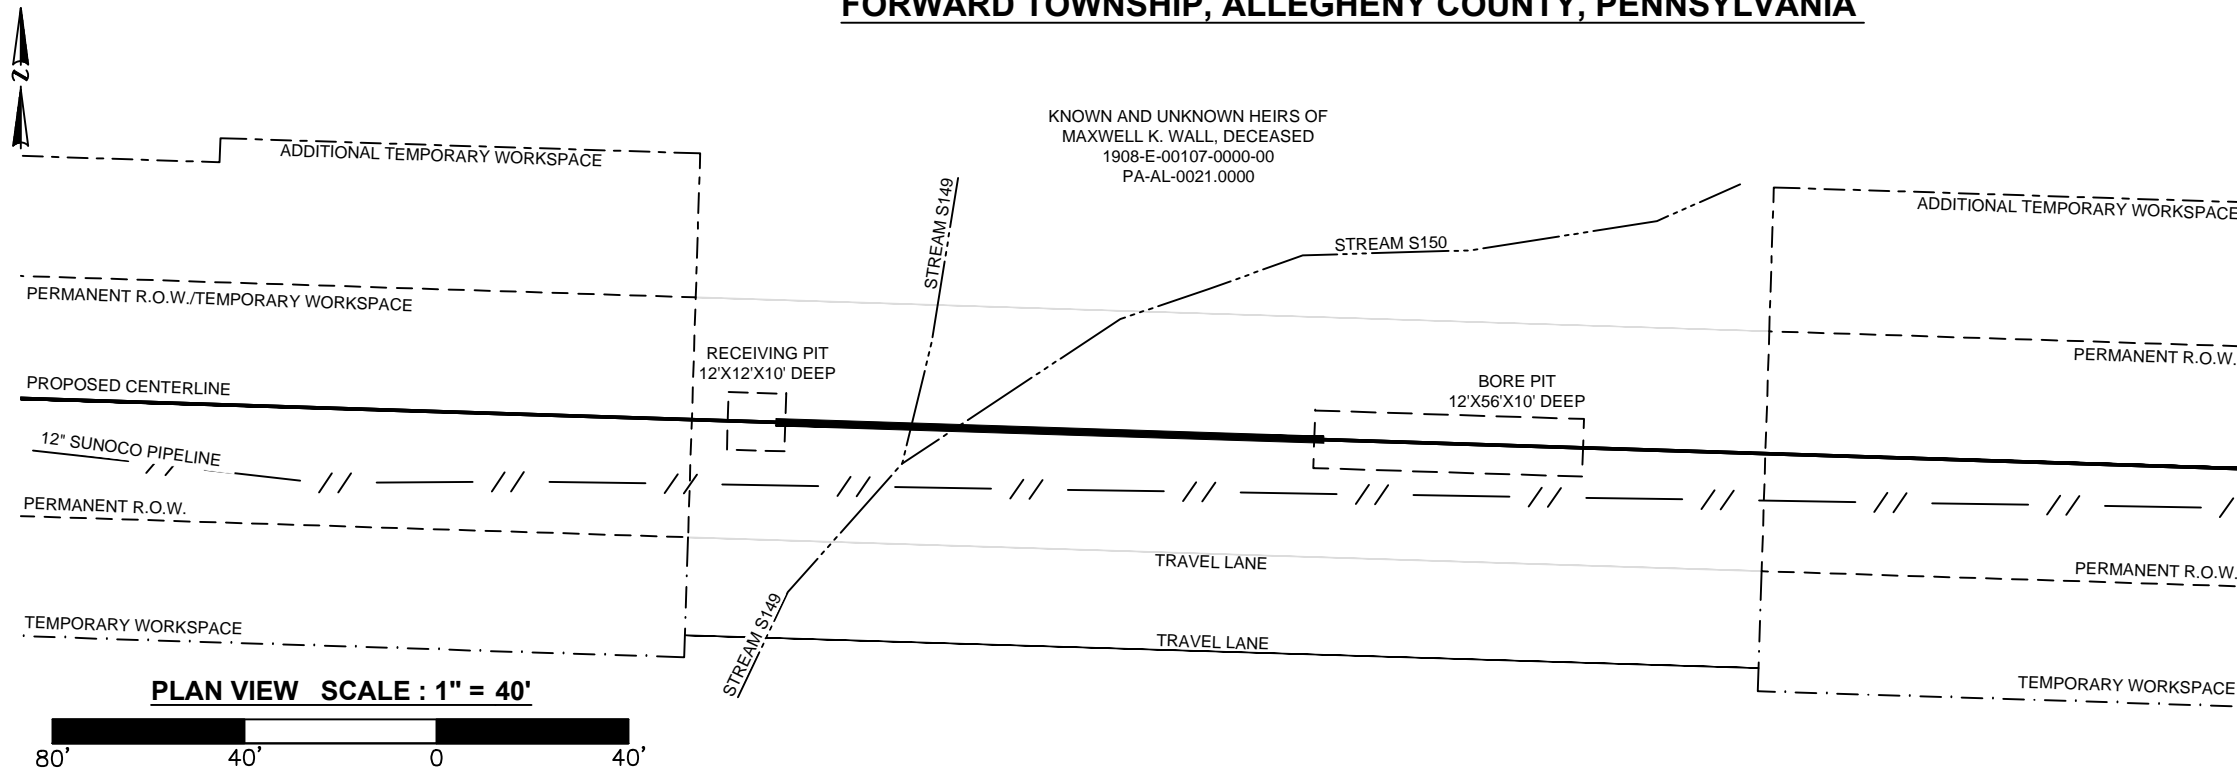 FORWARD TOWNSHIP, ALLEGHENY COUNTY, PENNSYLVANIA
N
KNOWN AND UNKNOWN HEIRS OF
MAXWELL K. WALL, DECEASED
1908-E-00107-0000-00
PA-AL-0021.0000
ADDITIONAL TEMPORARY WORKSPACE
STREAM S149
ADDITIONAL TEMPORARY WORKSPACE
STREAM S150
PERMANENT R.O.W./TEMPORARY WORKSPACE
RECEIVING PIT
12'X12'X10' DEEP
PERMANENT R.O.W.
PROPOSED CENTERLINE
BORE PIT
12'X56'X10' DEEP
12" SUNOCO PIPELINE
PERMANENT R.O.W.
TRAVEL LANE
PERMANENT R.O.W.
TEMPORARY WORKSPACE
STREAM S149
TRAVEL LANE
TEMPORARY WORKSPACE
PLAN VIEW SCALE : 1" = 40'
80' 40' 0 40'